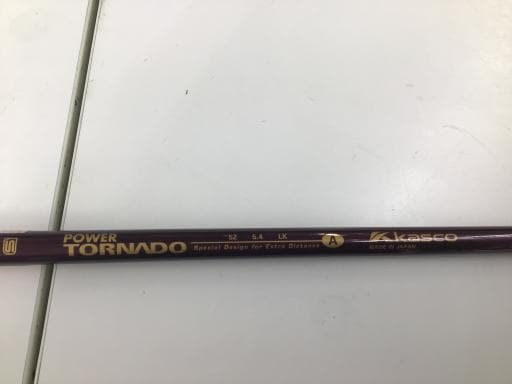 POWER
TORNADO
52 5.4 LK
Special Design for Extra Distance
A
Kasco
MADE IN JAPAN